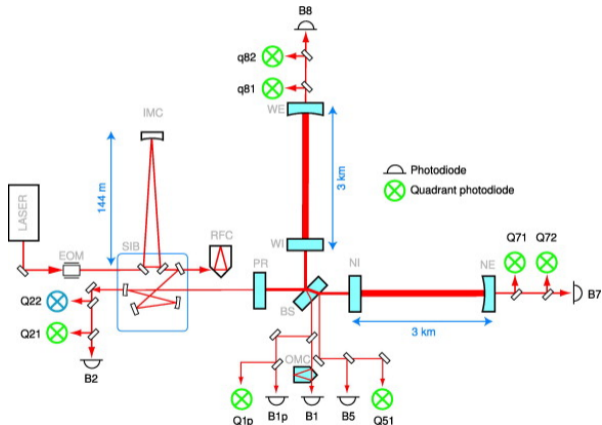 B8
q82
q81
IMC
WE
144 m
3 km
Photodiode
Quadrant photodiode
LASER
EOM
SIB
RFC
WI
PR
NI
NE
Q71
Q72
B7
BS
3 km
Q22
Q21
B2
OMC
Q1p
B1p
B1
B5
Q51